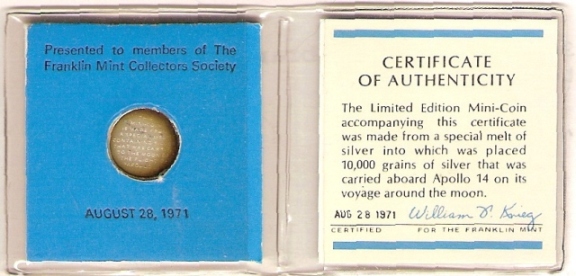 Presented to members of The
Franklin Mint Collectors Society
AUGUST 28, 1971
CERTIFICATE
OF AUTHENTICITY
The Limited Edition Mini-Coin
accompanying this certificate
was made from a special melt of
silver into which was placed
10,000 grains of silver that was
carried aboard Apollo 14 on its
voyage around the moon.
AUG 28 1971 William D. Krieg
CERTIFIED FOR THE FRANKLIN MINT